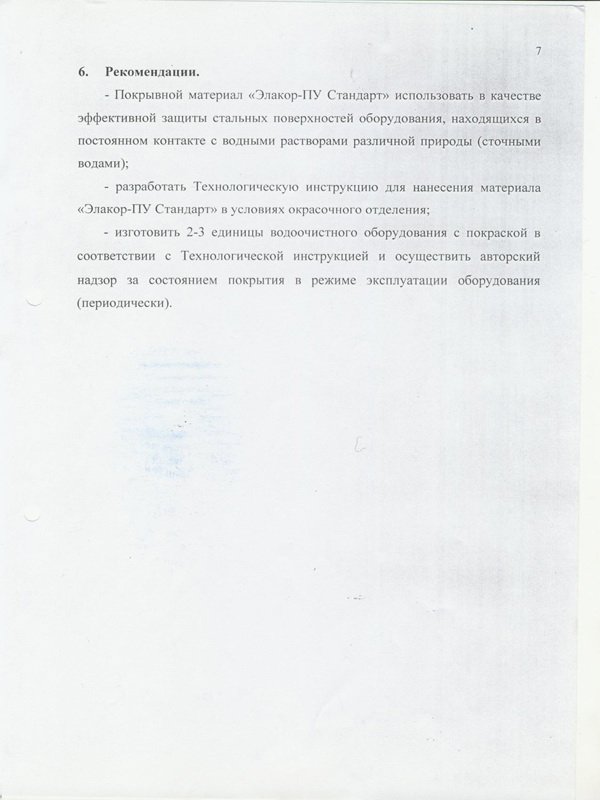 7
6. Рекомендации.
- Покрывной материал «Элакор-ПУ Стандарт» использовать в качестве
эффективной защиты стальных поверхностей оборудования, находящихся в
постоянном контакте с водными растворами различной природы (сточными
водами);
- разработать Технологическую инструкцию для нанесения материала
«Элакор-ПУ Стандарт» в условиях окрасочного отделения;
- изготовить 2-3 единицы водоочистного оборудования с покраской в
соответствии с Технологической инструкцией и осуществить авторский
надзор за состоянием покрытия в режиме эксплуатации оборудования
(периодически).